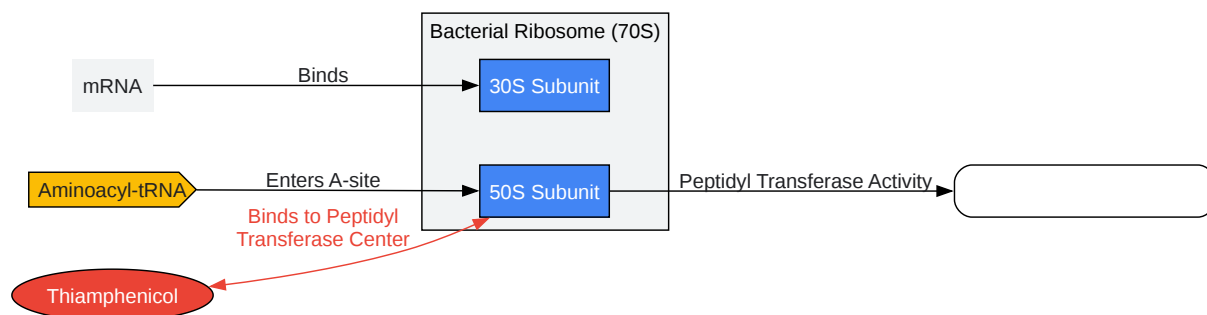 Bacterial Ribosome (70S)
mRNA
Binds
30S Subunit
Aminoacyl-tRNA
Enters A-site
50S Subunit
Peptidyl Transferase Activity
Binds to Peptidyl
Transferase Center
Thiamphenicol